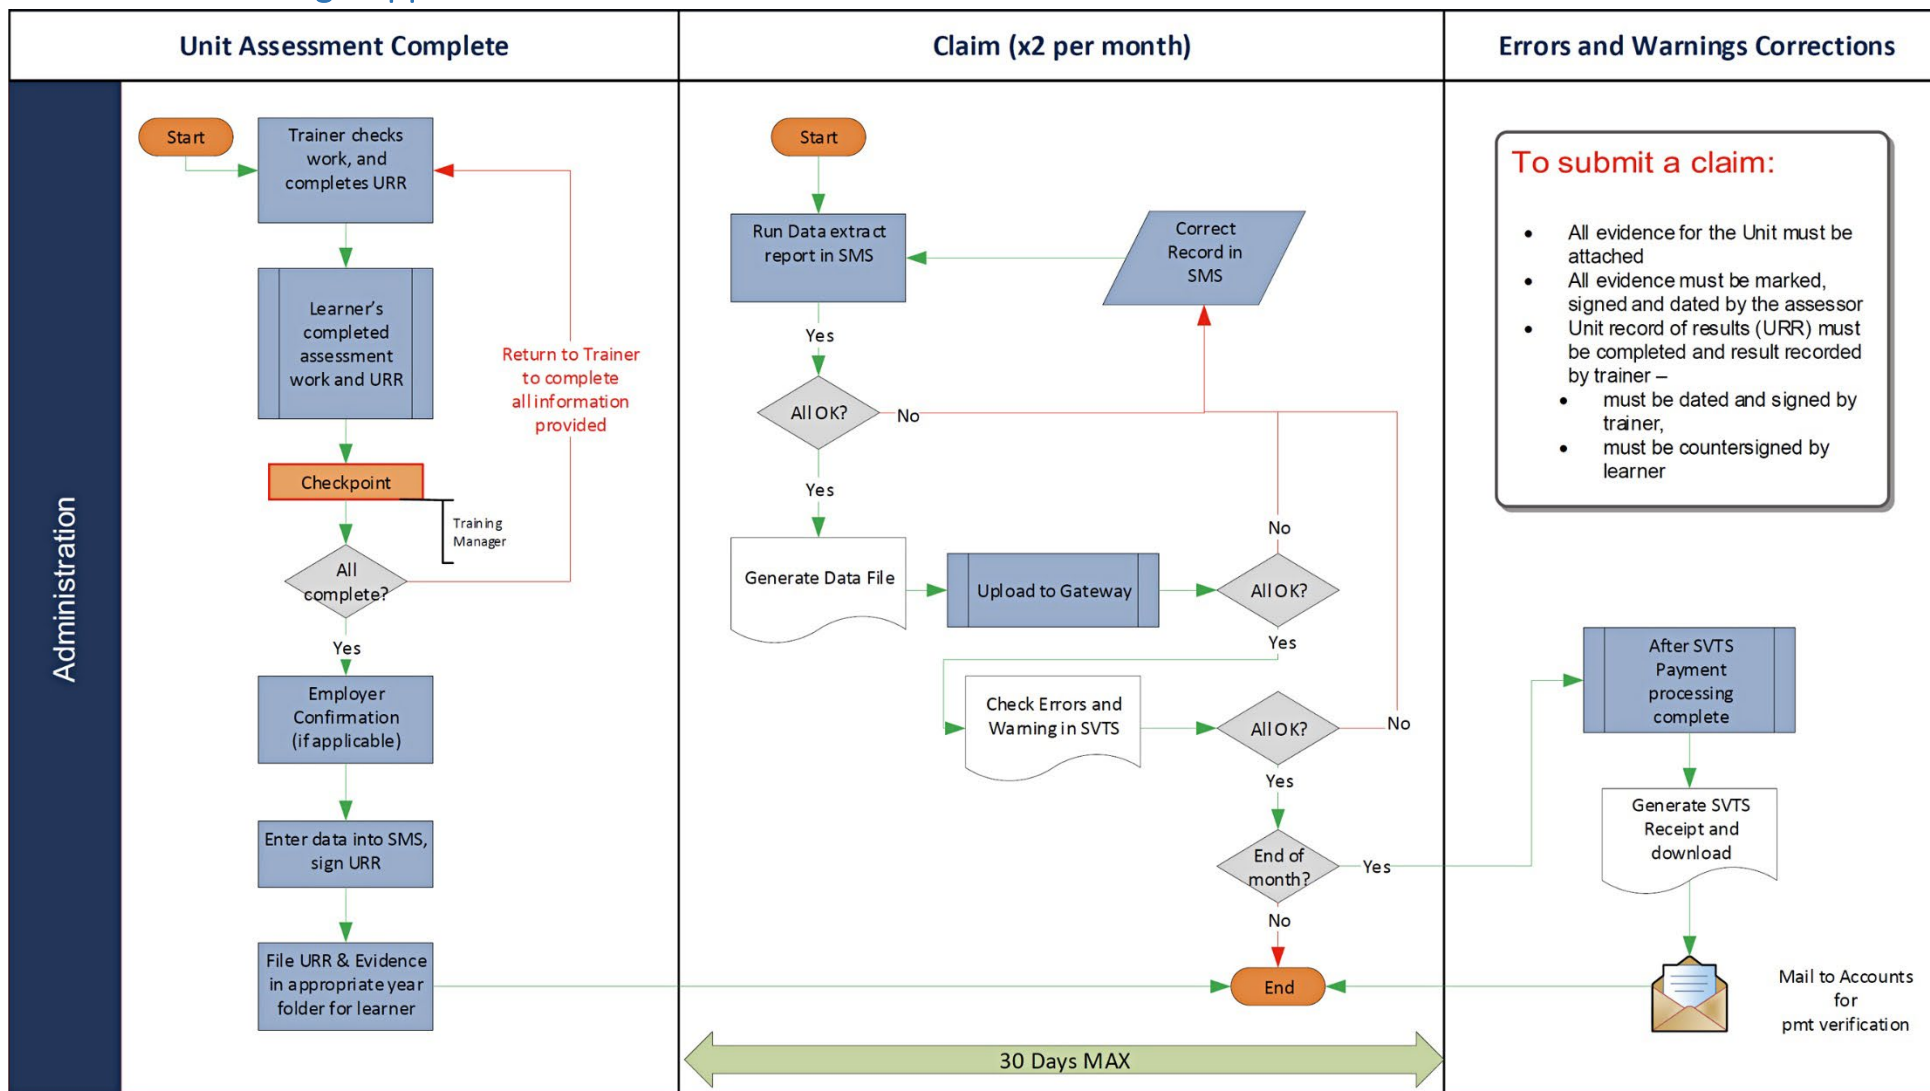 Unit Assessment Complete
Claim (x2 per month)
Errors and Warnings Corrections
Administration
Start
Trainer checks
work, and
completes URR
Learner's
completed
assessment
work and URR
Return to Trainer
to complete
all information
provided
Checkpoint
Training
Manager
All
complete?
Yes
Employer
Confirmation
(if applicable)
Enter data into SMS,
sign URR
File URR & Evidence
in appropriate year
folder for learner
Start
Run Data extract
report in SMS
Correct
Record in
SMS
Yes
All OK?
No
Yes
No
Generate Data File
Upload to Gateway
All OK?
Yes
Check Errors and
Warning in SVTS
All OK?
No
Yes
End of
month?
Yes
No
End
30 Days MAX
To submit a claim:
• All evidence for the Unit must be
attached
• All evidence must be marked,
signed and dated by the assessor
• Unit record of results (URR) must
be completed and result recorded
by trainer –
• must be dated and signed by
trainer,
• must be countersigned by
learner
After SVTS
Payment
processing
complete
Generate SVTS
Receipt and
download
Mail to Accounts
for
pmt verification